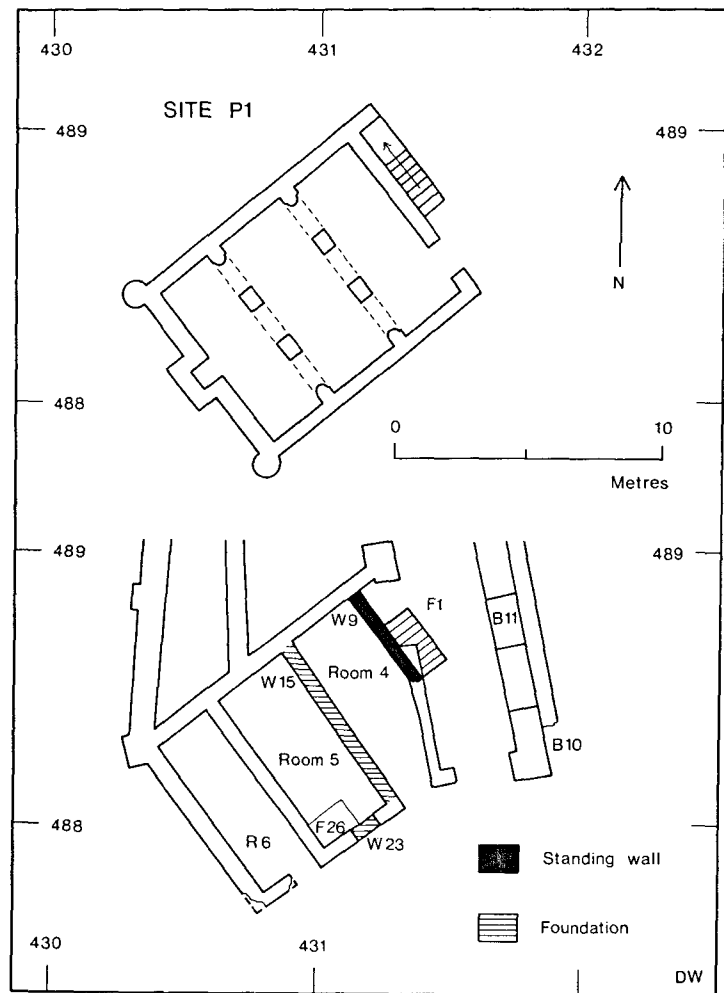 430 431 432
SITE P1
489 489
N
488 488
0 10
Metres
489 489
F1
W9
B11
Room 4
W15
B10
Room 5
488
F26
R6
W23
Standing wall
Foundation
430 431
DW